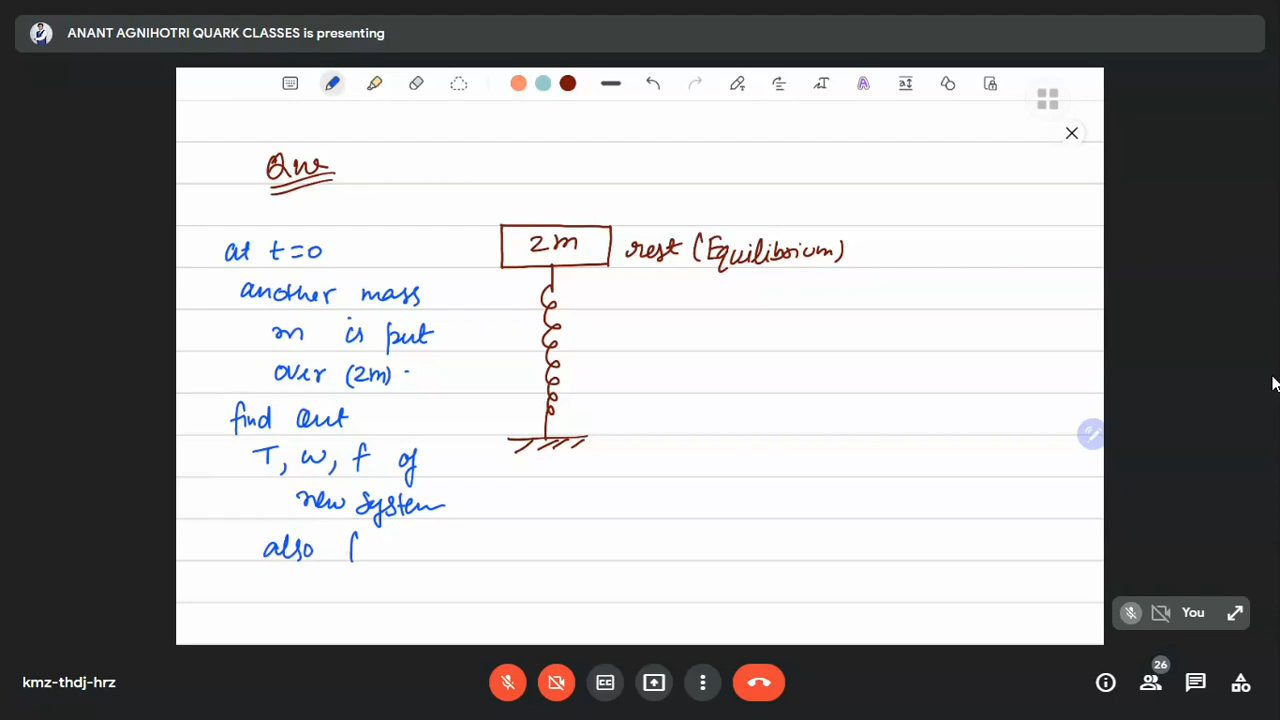 ANANT AGNIHOTRI QUARK CLASSES is presenting
Que
at t=0
another mass
m is put
over (2m) -
find out
T, w, f of
new system
also (
2m
rest (Equilibrium)
You
kmz-thdj-hrz
CC
26